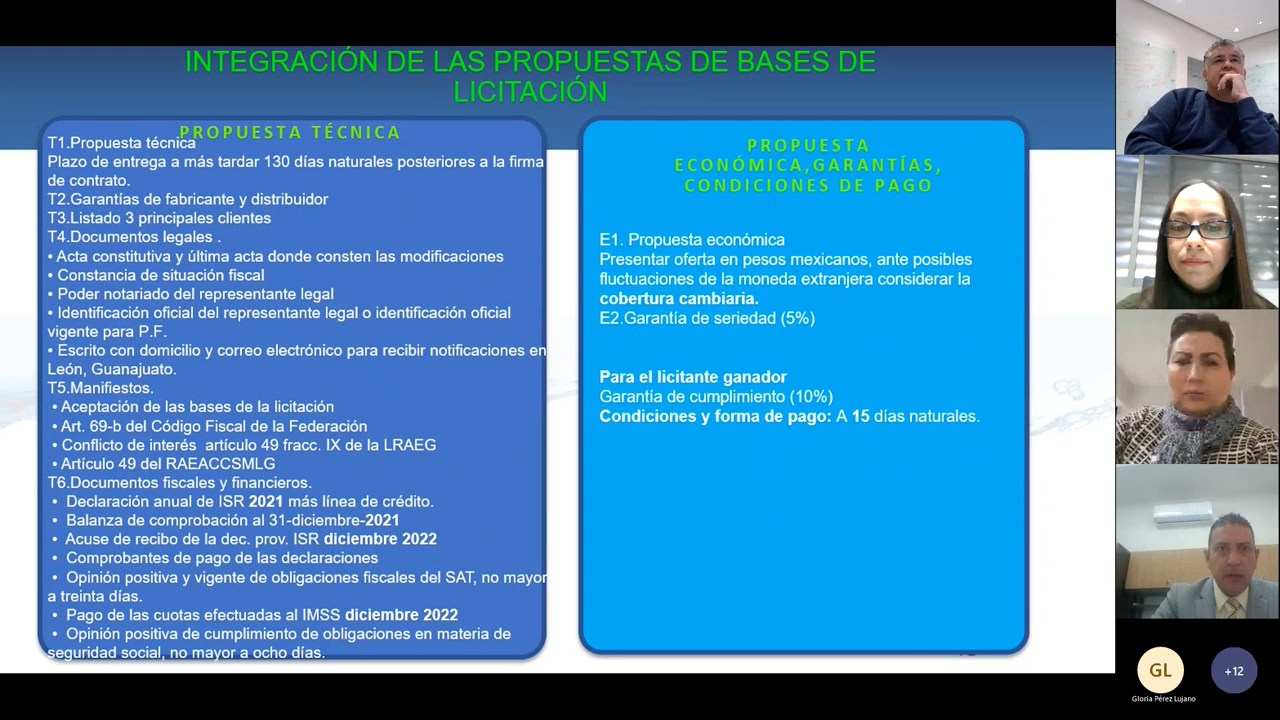 INTEGRACIÓN DE LAS PROPUESTAS DE BASES DE
LICITACIÓN
PROPUESTA TÉCNICA
T1.Propuesta técnica
Plazo de entrega a más tardar 130 días naturales posteriores a la firma
de contrato.
T2.Garantías de fabricante y distribuidor
T3.Listado 3 principales clientes
T4.Documentos legales .
• Acta constitutiva y última acta donde consten las modificaciones
• Constancia de situación fiscal
• Poder notariado del representante legal
• Identificación oficial del representante legal o identificación oficial
vigente para P.F.
• Escrito con domicilio y correo electrónico para recibir notificaciones en
León, Guanajuato.
T5.Manifiestos.
• Aceptación de las bases de la licitación
• Art. 69-b del Código Fiscal de la Federación
• Conflicto de interés artículo 49 fracc. IX de la LRAEG
• Artículo 49 del RAEACCSMLG
T6.Documentos fiscales y financieros.
• Declaración anual de ISR 2021 más línea de crédito.
• Balanza de comprobación al 31-diciembre-2021
• Acuse de recibo de la dec. prov. ISR diciembre 2022
• Comprobantes de pago de las declaraciones
• Opinión positiva y vigente de obligaciones fiscales del SAT, no mayor
a treinta días.
• Pago de las cuotas efectuadas al IMSS diciembre 2022
• Opinión positiva de cumplimiento de obligaciones en materia de
seguridad social, no mayor a ocho días.
PROPUESTA
ECONÓMICA,GARANTÍAS,
CONDICIONES DE PAGO
E1. Propuesta económica
Presentar oferta en pesos mexicanos, ante posibles
fluctuaciones de la moneda extranjera considerar la
cobertura cambiaria.
E2.Garantía de seriedad (5%)
Para el licitante ganador
Garantía de cumplimiento (10%)
Condiciones y forma de pago: A 15 días naturales.
GL
+12
Gloria Pérez Lujano